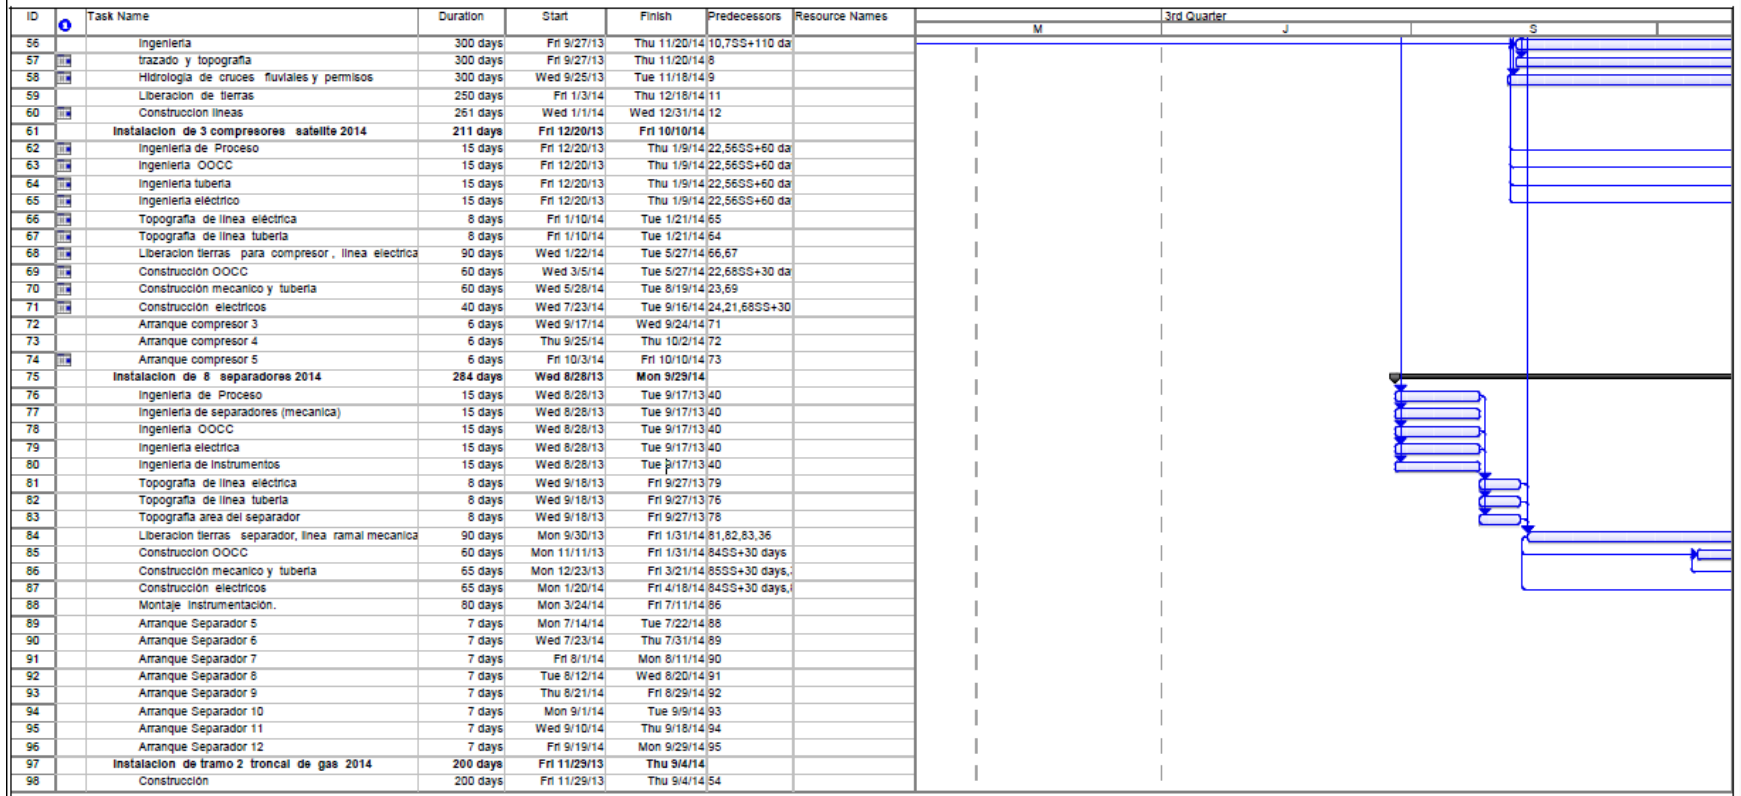 ID Task Name Duration Start Finish Predecessors Resource Names 3rd Quarter
M J S
56 Ingenieria 300 days Fri 9/27/13 Thu 11/20/14 10,7SS+110 da
57 trazado y topografia 300 days Fri 9/27/13 Thu 11/20/14 8
58 Hidrologia de cruces fluviales y permisos 300 days Wed 9/25/13 Tue 11/18/14 9
59 Liberacion de tierras 250 days Fri 1/3/14 Thu 12/18/14 11
60 Construccion lineas 261 days Wed 1/1/14 Wed 12/31/14 12
61 Instalacion de 3 compresores satelite 2014 211 days Fri 12/20/13 Fri 10/10/14
62 Ingenieria de Proceso 15 days Fri 12/20/13 Thu 1/9/14 22,56SS+60 da
63 Ingenieria OOCC 15 days Fri 12/20/13 Thu 1/9/14 22,56SS+60 da
64 Ingenieria tuberia 15 days Fri 12/20/13 Thu 1/9/14 22,56SS+60 da
65 Ingenieria eléctrico 15 days Fri 12/20/13 Thu 1/9/14 22,56SS+60 da
66 Topografia de linea eléctrica 8 days Fri 1/10/14 Tue 1/21/14 65
67 Topografia de linea tuberia 8 days Fri 1/10/14 Tue 1/21/14 64
68 Liberacion tierras para compresor , linea electrica 90 days Wed 1/22/14 Tue 5/27/14 66,67
69 Construcción OOCC 60 days Wed 3/5/14 Tue 5/27/14 22,68SS+30 da
70 Construcción mecanico y tuberia 60 days Wed 5/28/14 Tue 8/19/14 23,69
71 Construcción electricos 40 days Wed 7/23/14 Tue 9/16/14 24,21,68SS+30
72 Arranque compresor 3 6 days Wed 9/17/14 Wed 9/24/14 71
73 Arranque compresor 4 6 days Thu 9/25/14 Thu 10/2/14 72
74 Arranque compresor 5 6 days Fri 10/3/14 Fri 10/10/14 73
75 Instalacion de 8 separadores 2014 284 days Wed 8/28/13 Mon 9/29/14
76 Ingenieria de Proceso 15 days Wed 8/28/13 Tue 9/17/13 40
77 Ingenieria de separadores (mecanica) 15 days Wed 8/28/13 Tue 9/17/13 40
78 Ingenieria OOCC 15 days Wed 8/28/13 Tue 9/17/13 40
79 Ingenieria electrica 15 days Wed 8/28/13 Tue 9/17/13 40
80 Ingenieria de instrumentos 15 days Wed 8/28/13 Tue 9/17/13 40
81 Topografia de linea eléctrica 8 days Wed 9/18/13 Fri 9/27/13 79
82 Topografia de linea tuberia 8 days Wed 9/18/13 Fri 9/27/13 76
83 Topografia area del separador 8 days Wed 9/18/13 Fri 9/27/13 78
84 Liberacion tierras separador, linea ramal mecanica 90 days Mon 9/30/13 Fri 1/31/14 81,82,83,36
85 Construccion OOCC 60 days Mon 11/11/13 Fri 1/31/14 84SS+30 days
86 Construcción mecanico y tuberia 65 days Mon 12/23/13 Fri 3/21/14 85SS+30 days,
87 Construcción electricos 65 days Mon 1/20/14 Fri 4/18/14 84SS+30 days,
88 Montaje instrumentación. 80 days Mon 3/24/14 Fri 7/11/14 86
89 Arranque Separador 5 7 days Mon 7/14/14 Tue 7/22/14 88
90 Arranque Separador 6 7 days Wed 7/23/14 Thu 7/31/14 89
91 Arranque Separador 7 7 days Fri 8/1/14 Mon 8/11/14 90
92 Arranque Separador 8 7 days Tue 8/12/14 Wed 8/20/14 91
93 Arranque Separador 9 7 days Thu 8/21/14 Fri 8/29/14 92
94 Arranque Separador 10 7 days Mon 9/1/14 Tue 9/9/14 93
95 Arranque Separador 11 7 days Wed 9/10/14 Thu 9/18/14 94
96 Arranque Separador 12 7 days Fri 9/19/14 Mon 9/29/14 95
97 Instalacion de tramo 2 troncal de gas 2014 200 days Fri 11/29/13 Thu 9/4/14
98 Construcción 200 days Fri 11/29/13 Thu 9/4/14 54